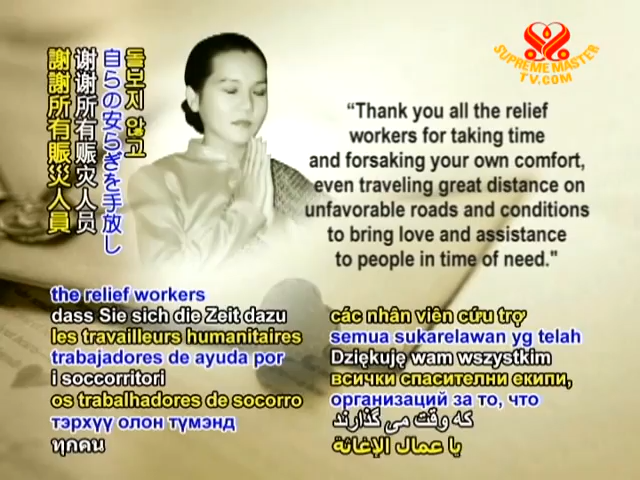 SUPREME MASTER
TV.COM
돌보지 않고
自らの安らぎを手放し
谢谢所有赈灾人员
謝謝所有賑災人員
“Thank you all the relief
workers for taking time
and forsaking your own comfort,
even traveling great distance on
unfavorable roads and conditions
to bring love and assistance
to people in time of need."
the relief workers
dass Sie sich die Zeit dazu
les travailleurs humanitaires
trabajadores de ayuda por
i soccorritori
os trabalhadores de socorro
тэрхүү олон түмэнд
ทุกคน
các nhân viên cứu trợ
semua sukarelawan yg telah
Dziękuję wam wszystkim
всички спасителни екипи,
организаций за то, что
که وقت می گذارند
يا عمال الإغاثة